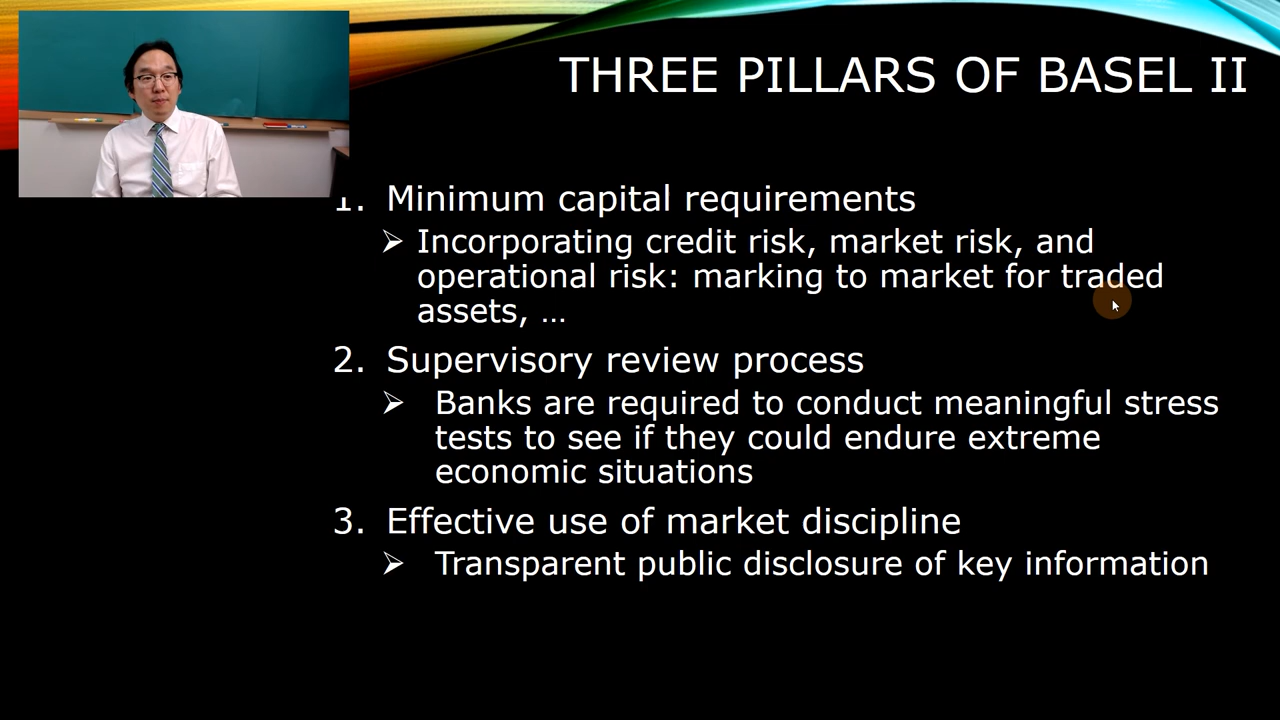 THREE PILLARS OF BASEL II
1. Minimum capital requirements
➢ Incorporating credit risk, market risk, and
operational risk: marking to market for traded
assets, …
2. Supervisory review process
➢ Banks are required to conduct meaningful stress
tests to see if they could endure extreme
economic situations
3. Effective use of market discipline
➢ Transparent public disclosure of key information